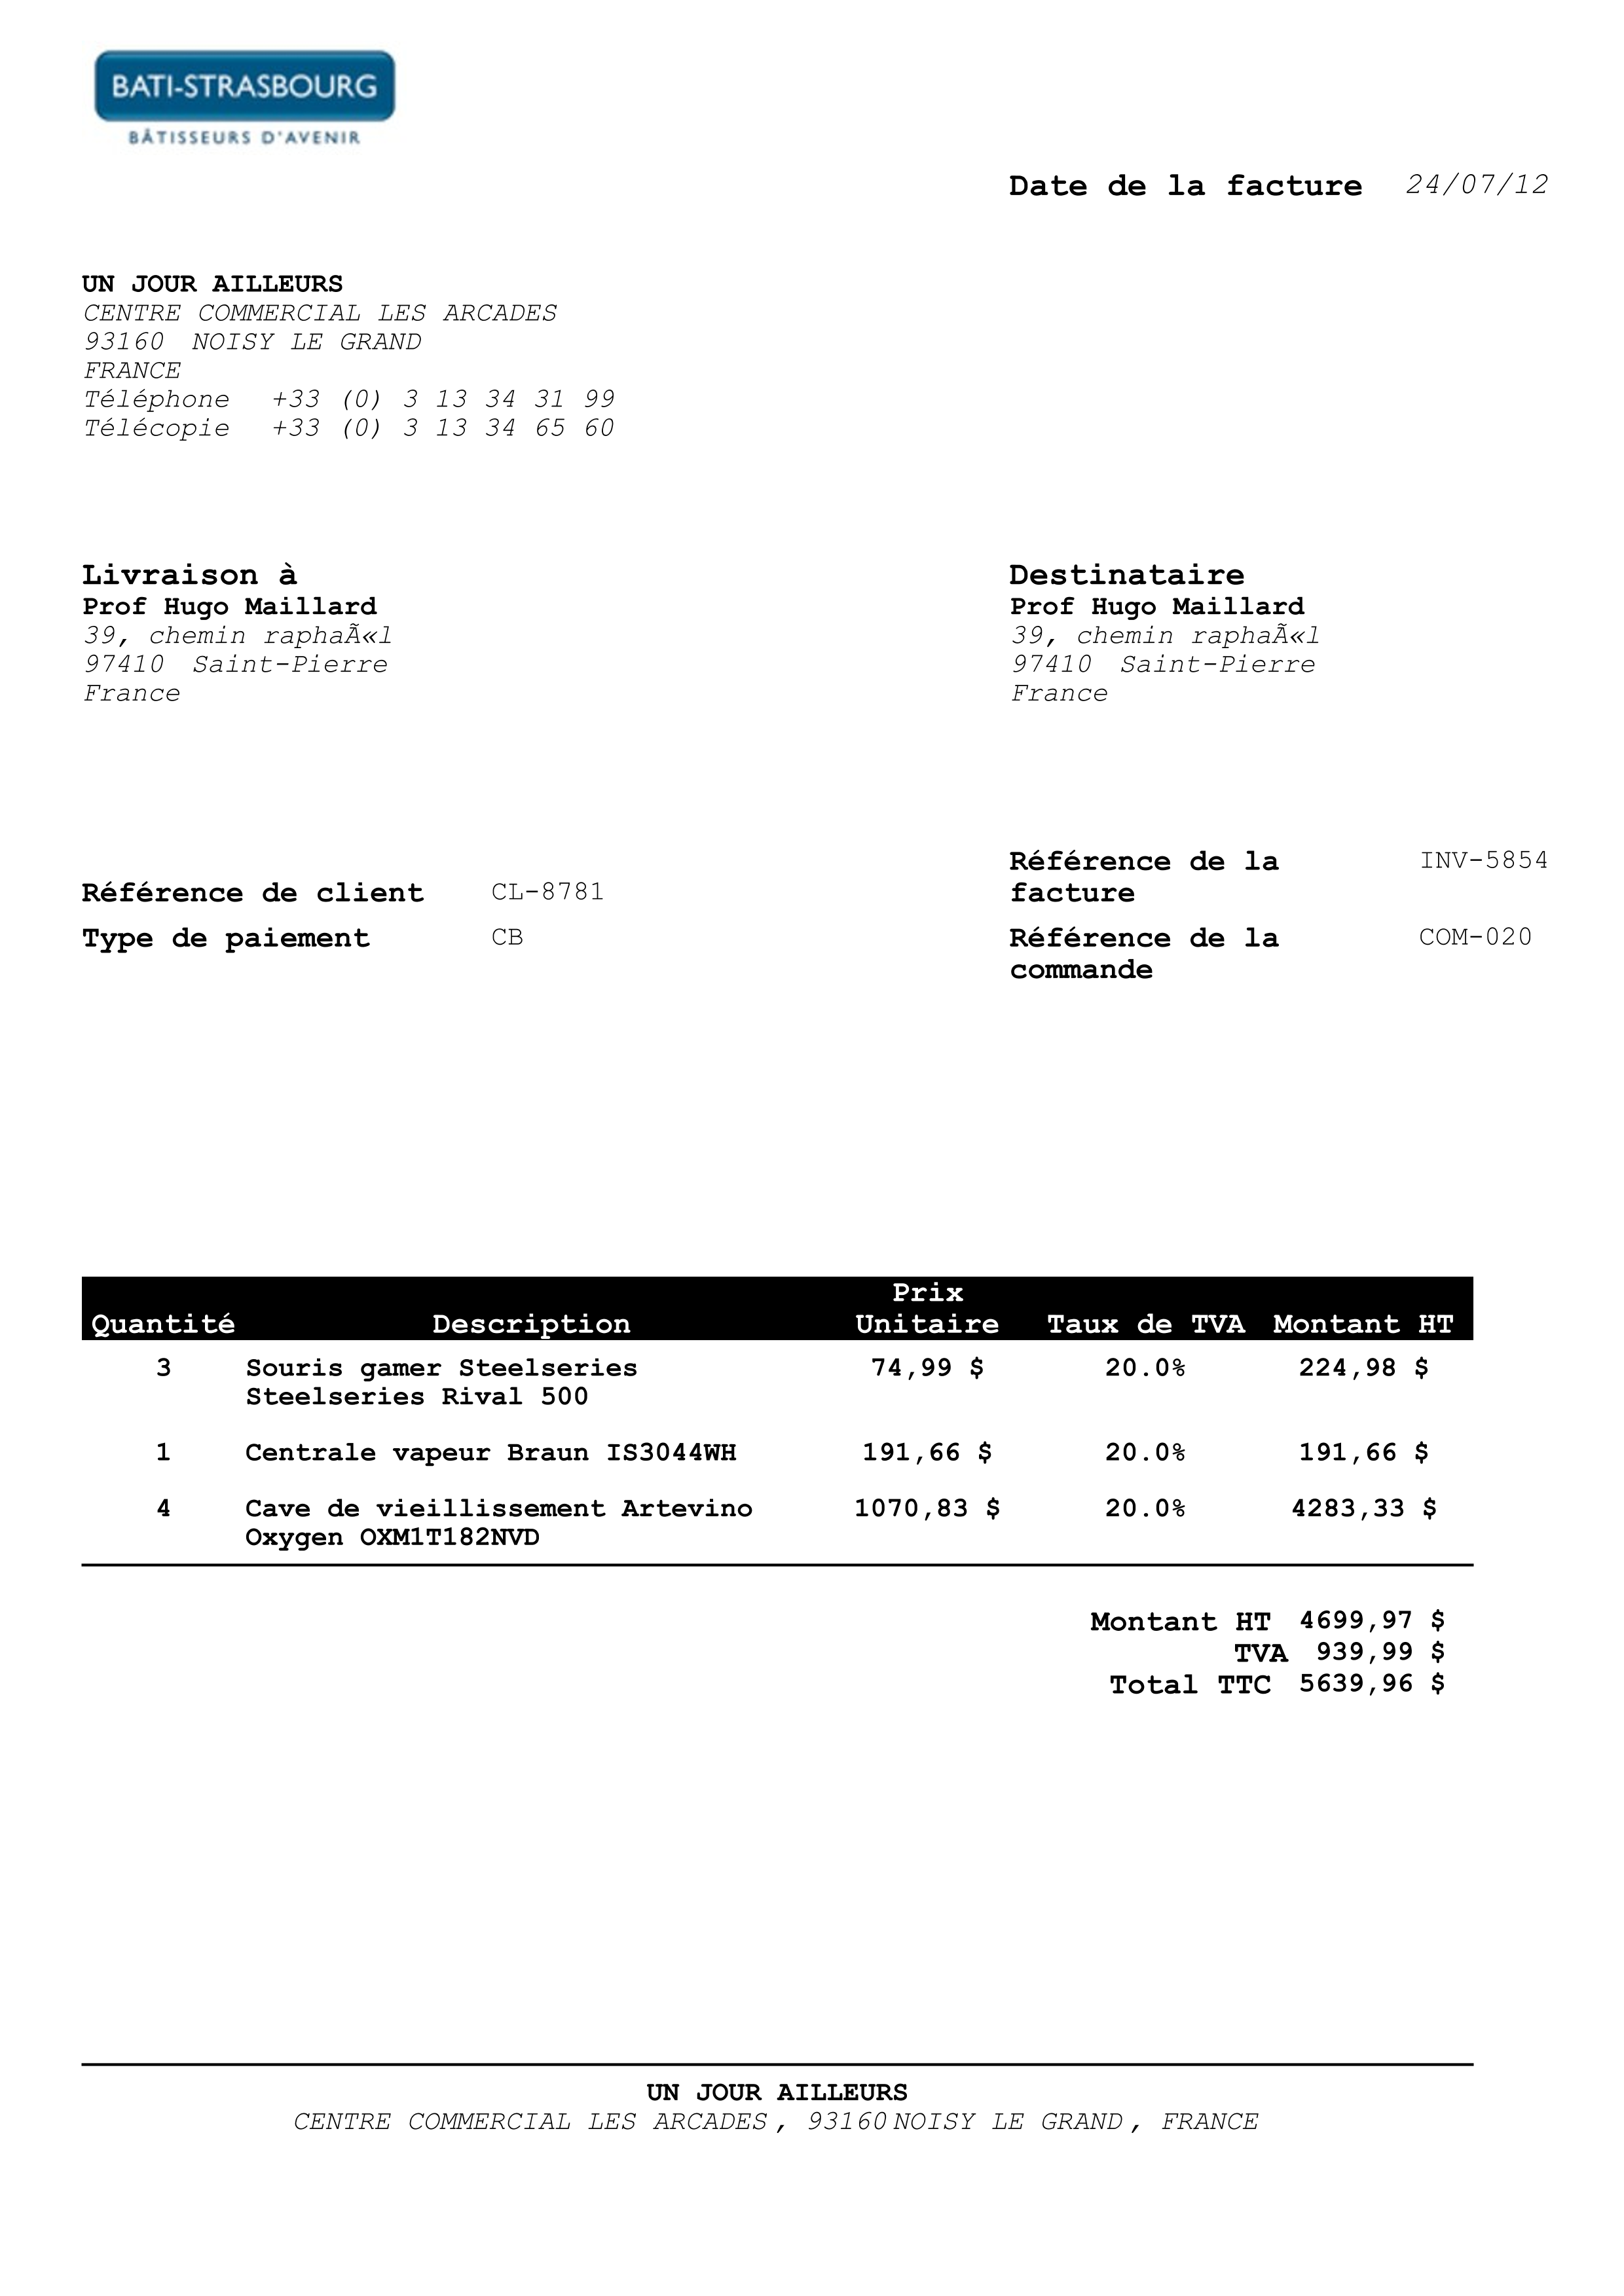 BATI-STRASBOURG
BÂTISSEURS D'AVENIR
Date de la facture 24/07/12
UN JOUR AILLEURS
CENTRE COMMERCIAL LES ARCADES
93160 NOISY LE GRAND
FRANCE
Téléphone +33 (0) 3 13 34 31 99
Télécopie +33 (0) 3 13 34 65 60
Livraison à
Prof Hugo Maillard
39, chemin raphaÃ«l
97410 Saint-Pierre
France
Destinataire
Prof Hugo Maillard
39, chemin raphaÃ«l
97410 Saint-Pierre
France
Référence de client CL-8781
Type de paiement CB
Référence de la INV-5854
facture
Référence de la COM-020
commande
Prix
Quantité Description Unitaire Taux de TVA Montant HT
3 Souris gamer Steelseries 74,99 $ 20.0% 224,98 $
Steelseries Rival 500
1 Centrale vapeur Braun IS3044WH 191,66 $ 20.0% 191,66 $
4 Cave de vieillissement Artevino 1070,83 $ 20.0% 4283,33 $
Oxygen OXM1T182NVD
Montant HT 4699,97 $
TVA 939,99 $
Total TTC 5639,96 $
UN JOUR AILLEURS
CENTRE COMMERCIAL LES ARCADES, 93160 NOISY LE GRAND, FRANCE